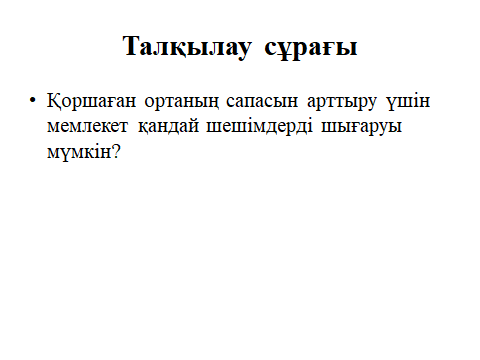 Талқылау сұрағы
• Қоршаған ортаның сапасын арттыру үшін
мемлекет қандай шешімдерді шығаруы
мүмкін?